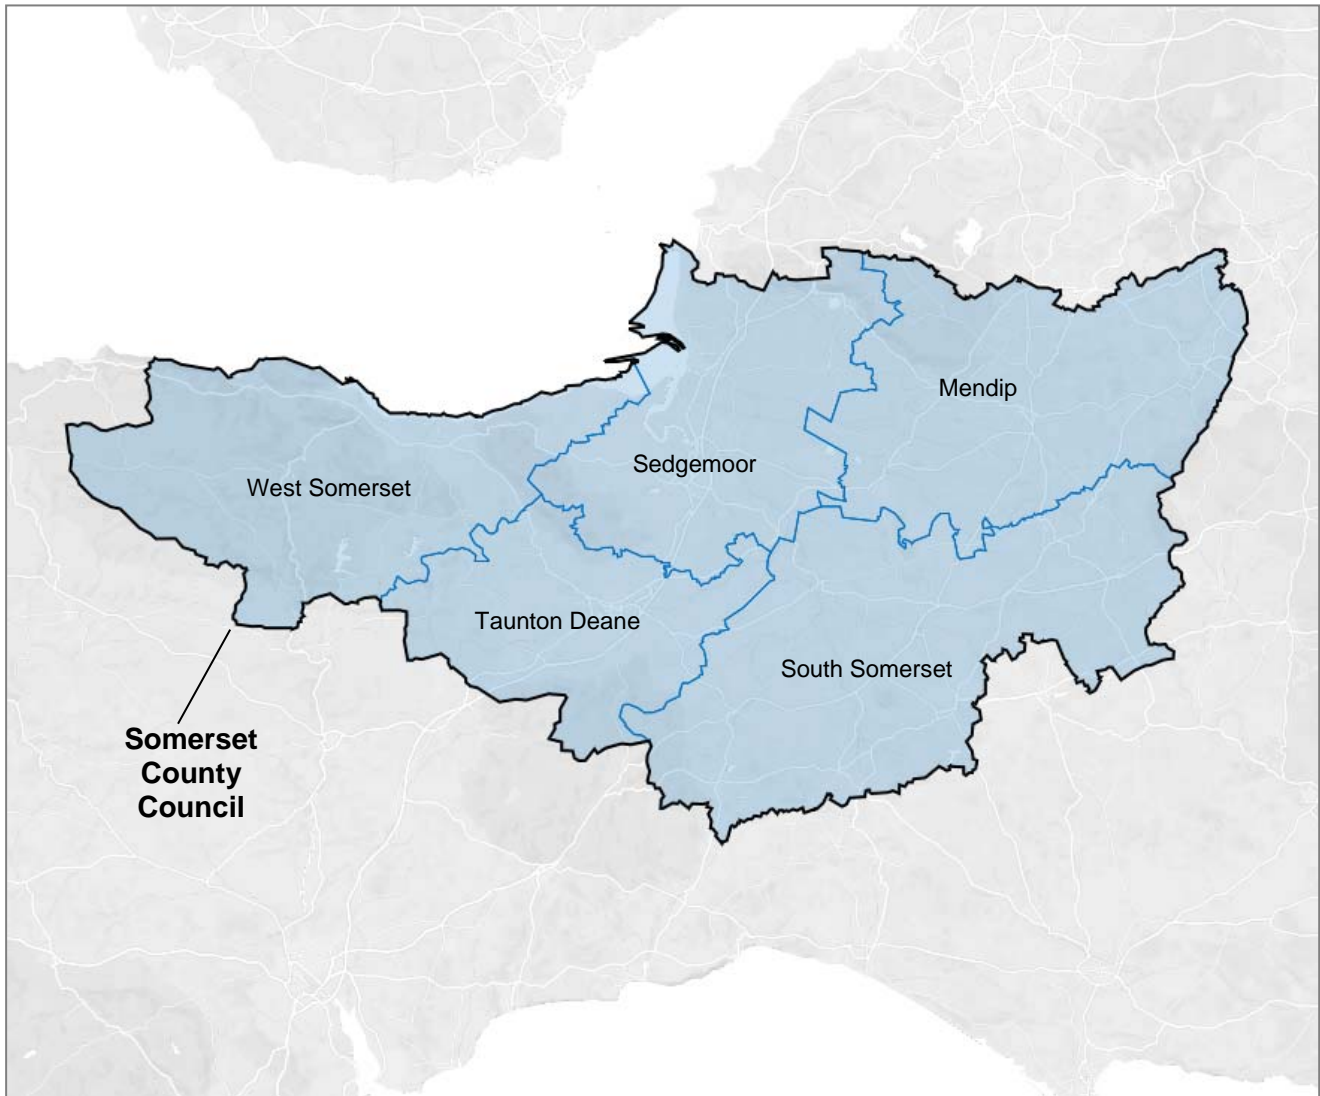 Mendip
Sedgemoor
West Somerset
Taunton Deane
South Somerset
Somerset
County
Council